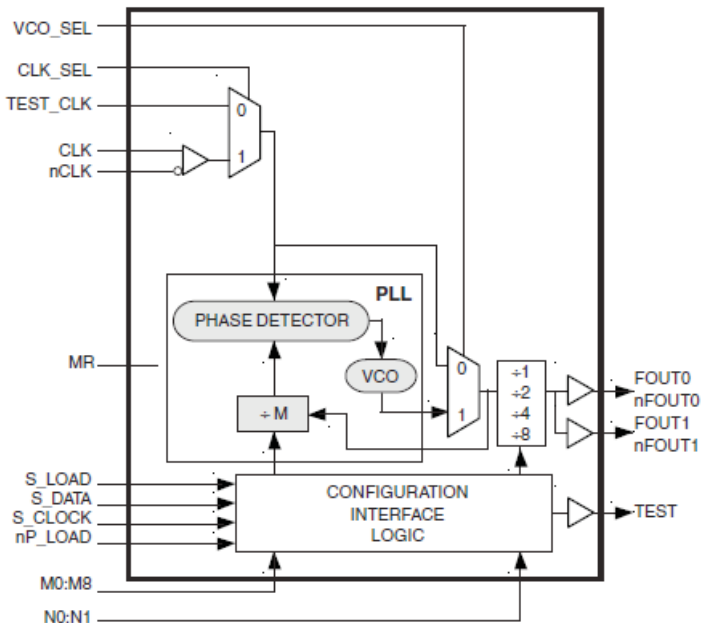 VCO_SEL
CLK_SEL
TEST_CLK
0
CLK
1
nCLK
PLL
PHASE DETECTOR
MR
VCO
0
1
÷1
÷2
÷4
÷8
FOUT0
nFOUT0
FOUT1
nFOUT1
÷ M
S_LOAD
S_DATA
S_CLOCK
nP_LOAD
CONFIGURATION
INTERFACE
LOGIC
TEST
M0:M8
N0:N1